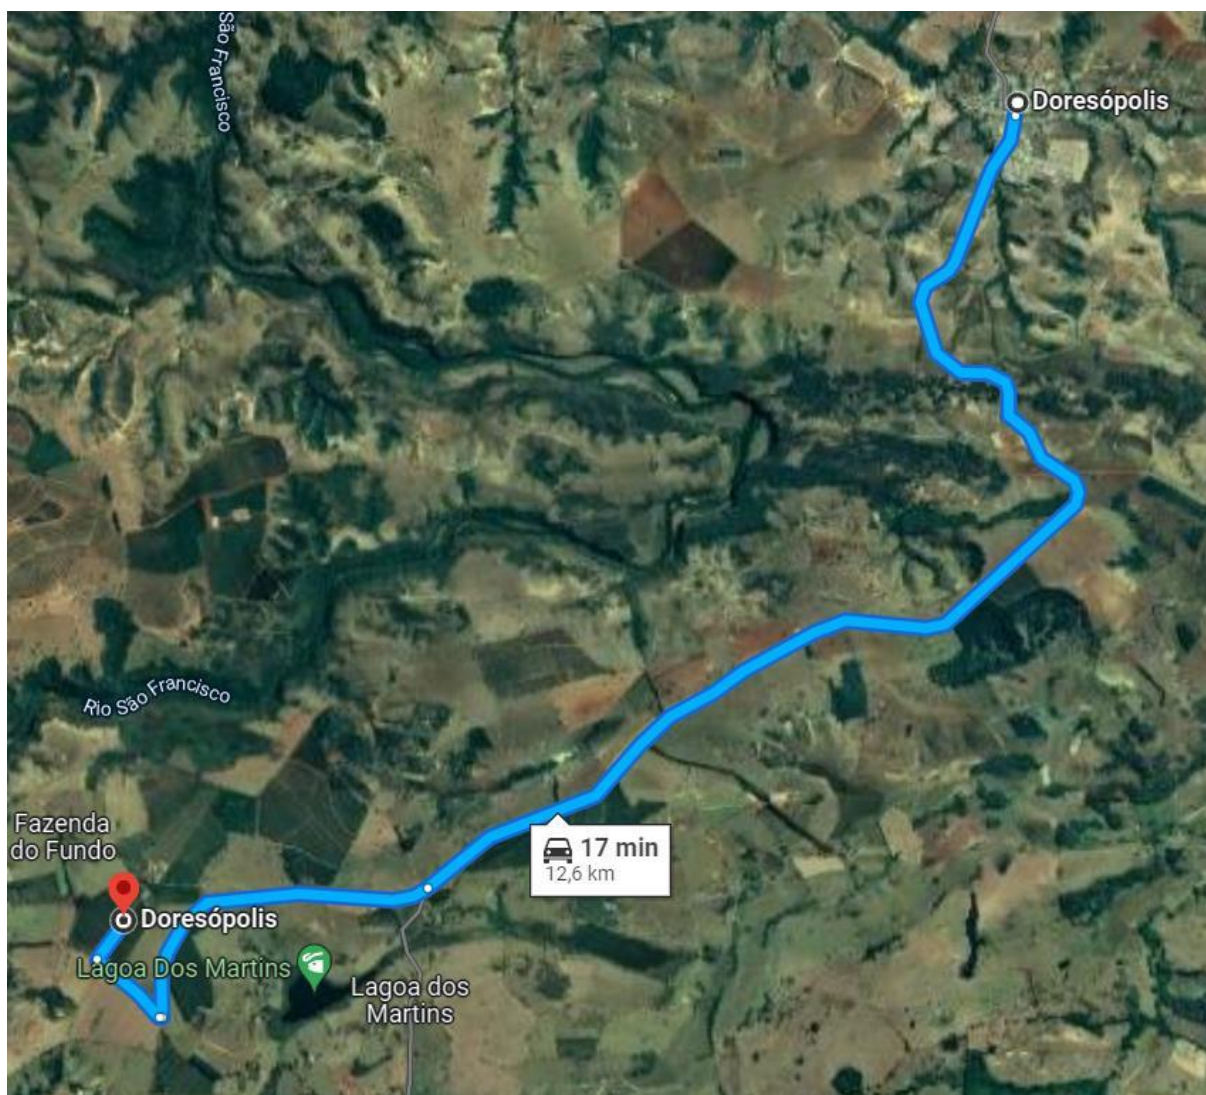 São Francisco
Doresópolis
Rio São Francisco
17 min
12,6 km
Fazenda
do Fundo
Doresópolis
Lagoa Dos Martins
Lagoa dos
Martins